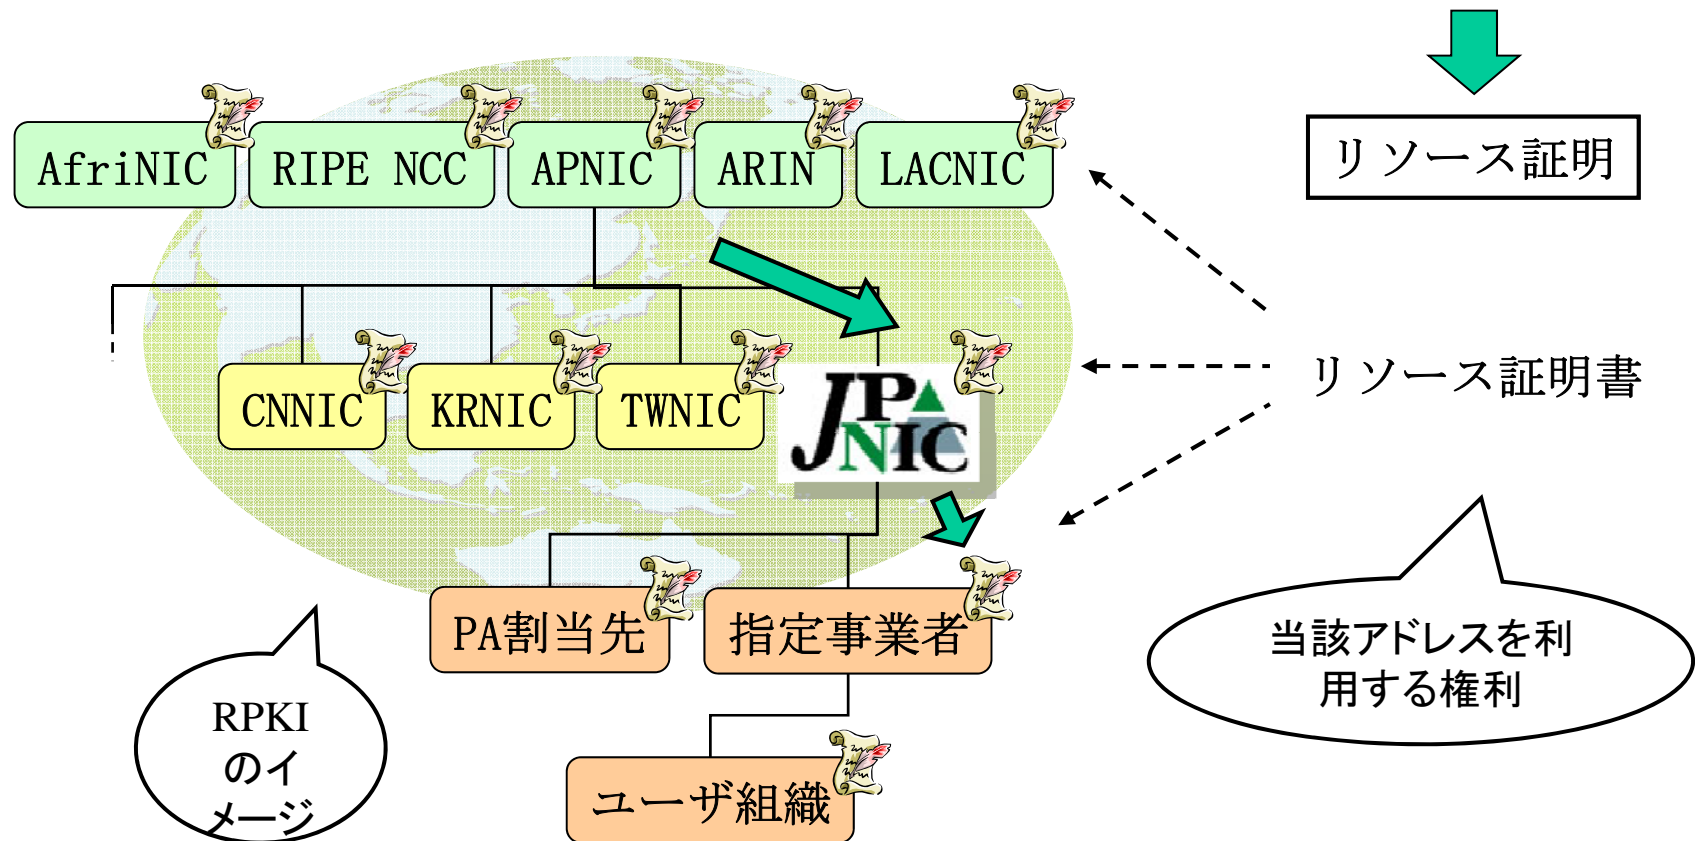 リソース証明
AfriNIC
RIPE NCC
APNIC
ARIN
LACNIC
リソース証明書
CNNIC
KRNIC
TWNIC
JPNIC
PA割当先
指定事業者
当該アドレスを利
用する権利
RPKI
のイ
メージ
ユーザ組織